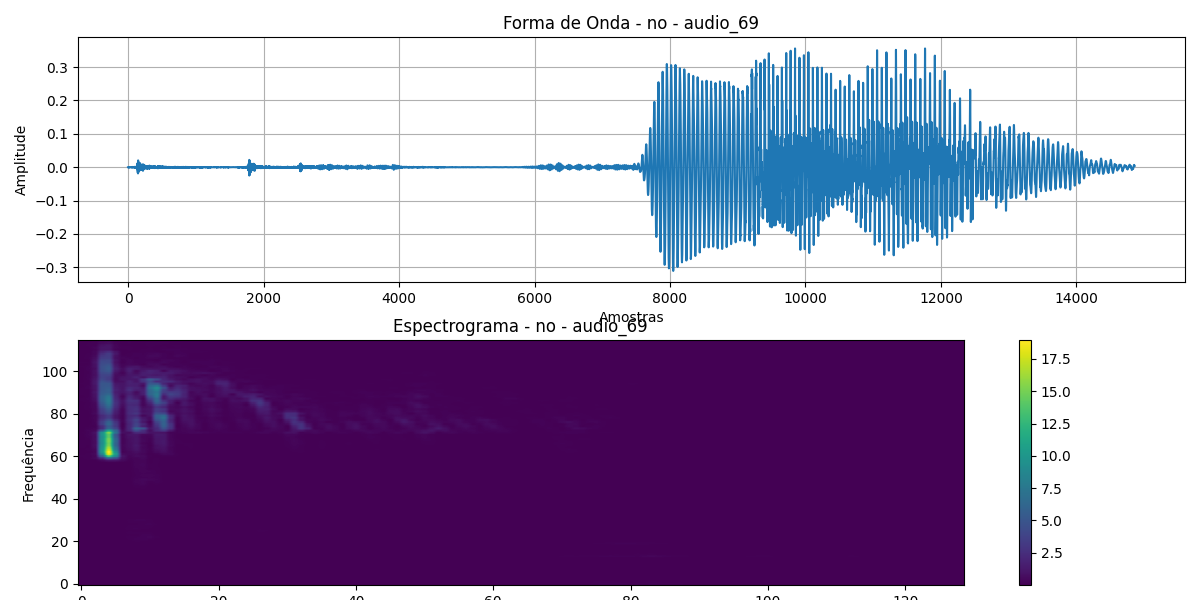 Forma de Onda - no - audio_69
Amplitude
0.3
0.2
0.1
0.0
−0.1
−0.2
−0.3
0 2000 4000 6000 8000 10000 12000 14000
Amostras
Espectrograma - no - audio_69
Frequência
100
80
60
40
20
0
0 20 40 60 80 100 120
17.5
15.0
12.5
10.0
7.5
5.0
2.5